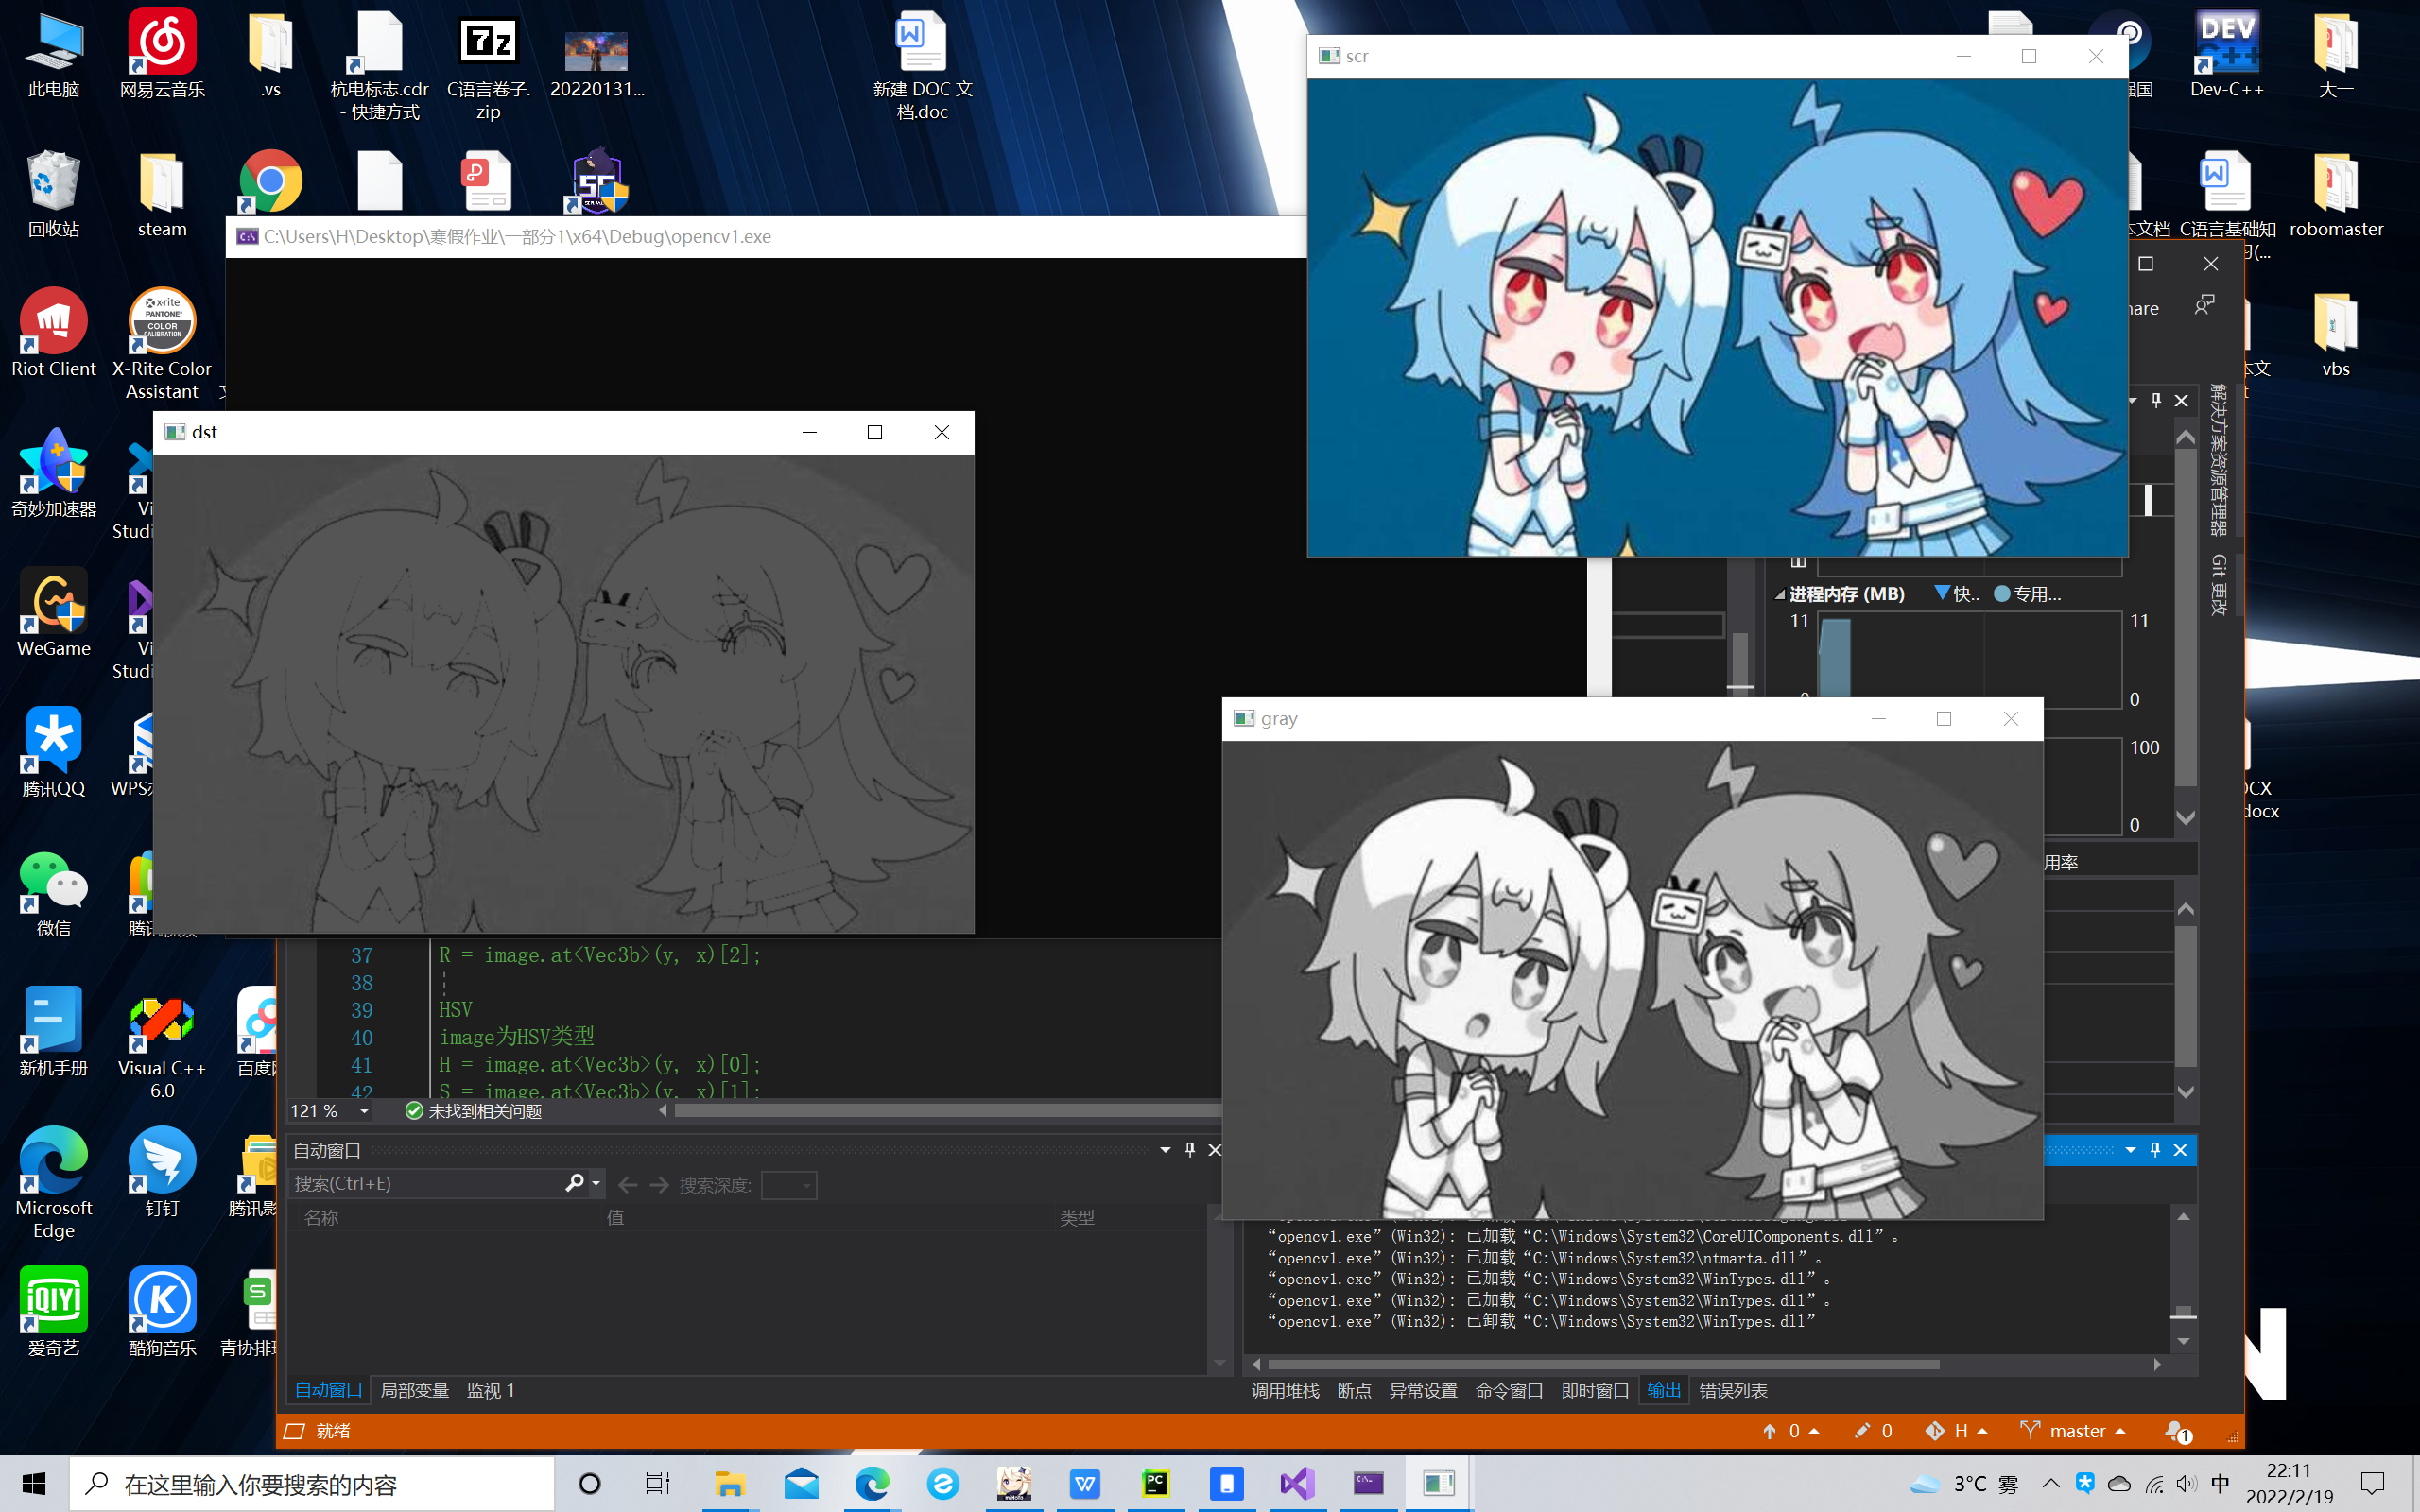 此电脑
网易云音乐
.vs
杭电标志.cdr
- 快捷方式
C语言卷子.
zip
20220131...
新建 DOC 文
档.doc
Dev-C++
大一
回收站
steam
C语言基础知
robomaster
Riot Client
X-Rite Color
Assistant
vbs
奇妙加速器
WeGame
腾讯QQ
微信
新机手册
Visual C++
6.0
Microsoft
Edge
钉钉
爱奇艺
酷狗音乐
C:\Users\H\Desktop\寒假作业\一部分1\x64\Debug\opencv1.exe
scr
dst
gray
解决方案资源管理器
Git 更改
进程内存 (MB)
快..
专用...
11
11
0
100
0
用率
37 R = image.at<Vec3b>(y, x)[2];
38
39 HSV
40 image为HSV类型
41 H = image.at<Vec3b>(y, x)[0];
42 S = image.at<Vec3b>(y, x)[1];
121 %
未找到相关问题
自动窗口
搜索(Ctrl+E)
搜索深度:
名称 值 类型
“opencv1.exe”(Win32): 已加载“C:\Windows\System32\CoreUIComponents.dll”。
“opencv1.exe”(Win32): 已加载“C:\Windows\System32\ntmarta.dll”。
“opencv1.exe”(Win32): 已加载“C:\Windows\System32\WinTypes.dll”。
“opencv1.exe”(Win32): 已加载“C:\Windows\System32\WinTypes.dll”。
“opencv1.exe”(Win32): 已卸载“C:\Windows\System32\WinTypes.dll”
自动窗口 局部变量 监视 1
调用堆栈 断点 异常设置 命令窗口 即时窗口 输出 错误列表
就绪
0 0 H master 1
在这里输入你要搜索的内容
3°C 雾
中
22:11
2022/2/19